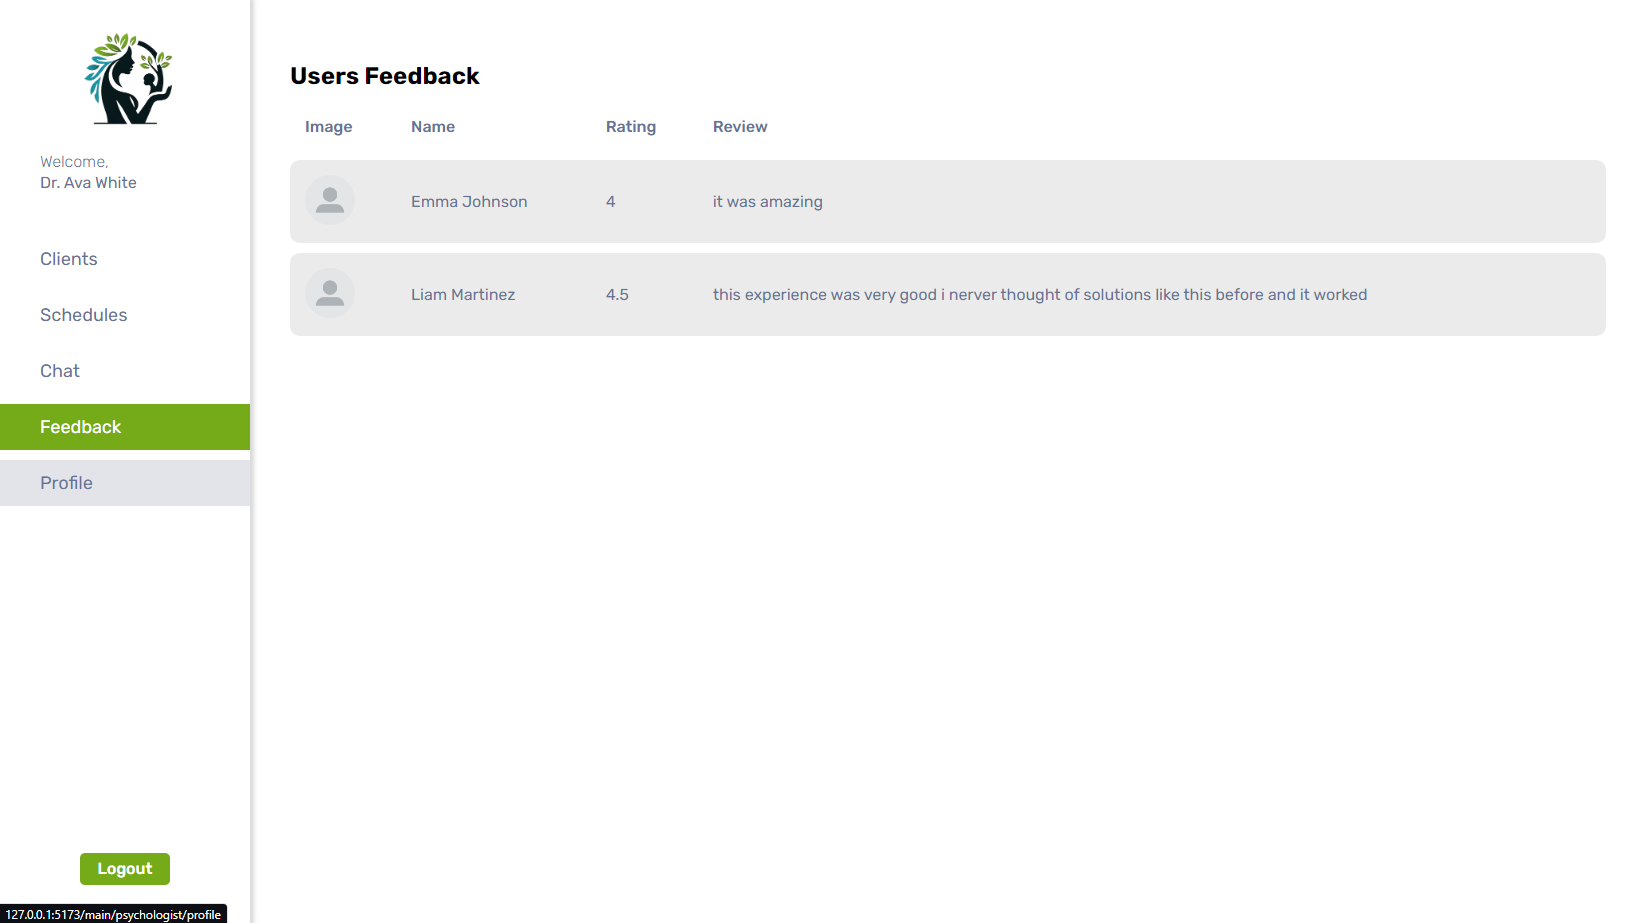 Welcome,
Dr. Ava White
Clients
Schedules
Chat
Feedback
Profile
Logout
127.0.0.1:5173/main/psychologist/profile
Users Feedback
Image Name Rating Review
Emma Johnson 4 it was amazing
Liam Martinez 4.5 this experience was very good i nerver thought of solutions like this before and it worked